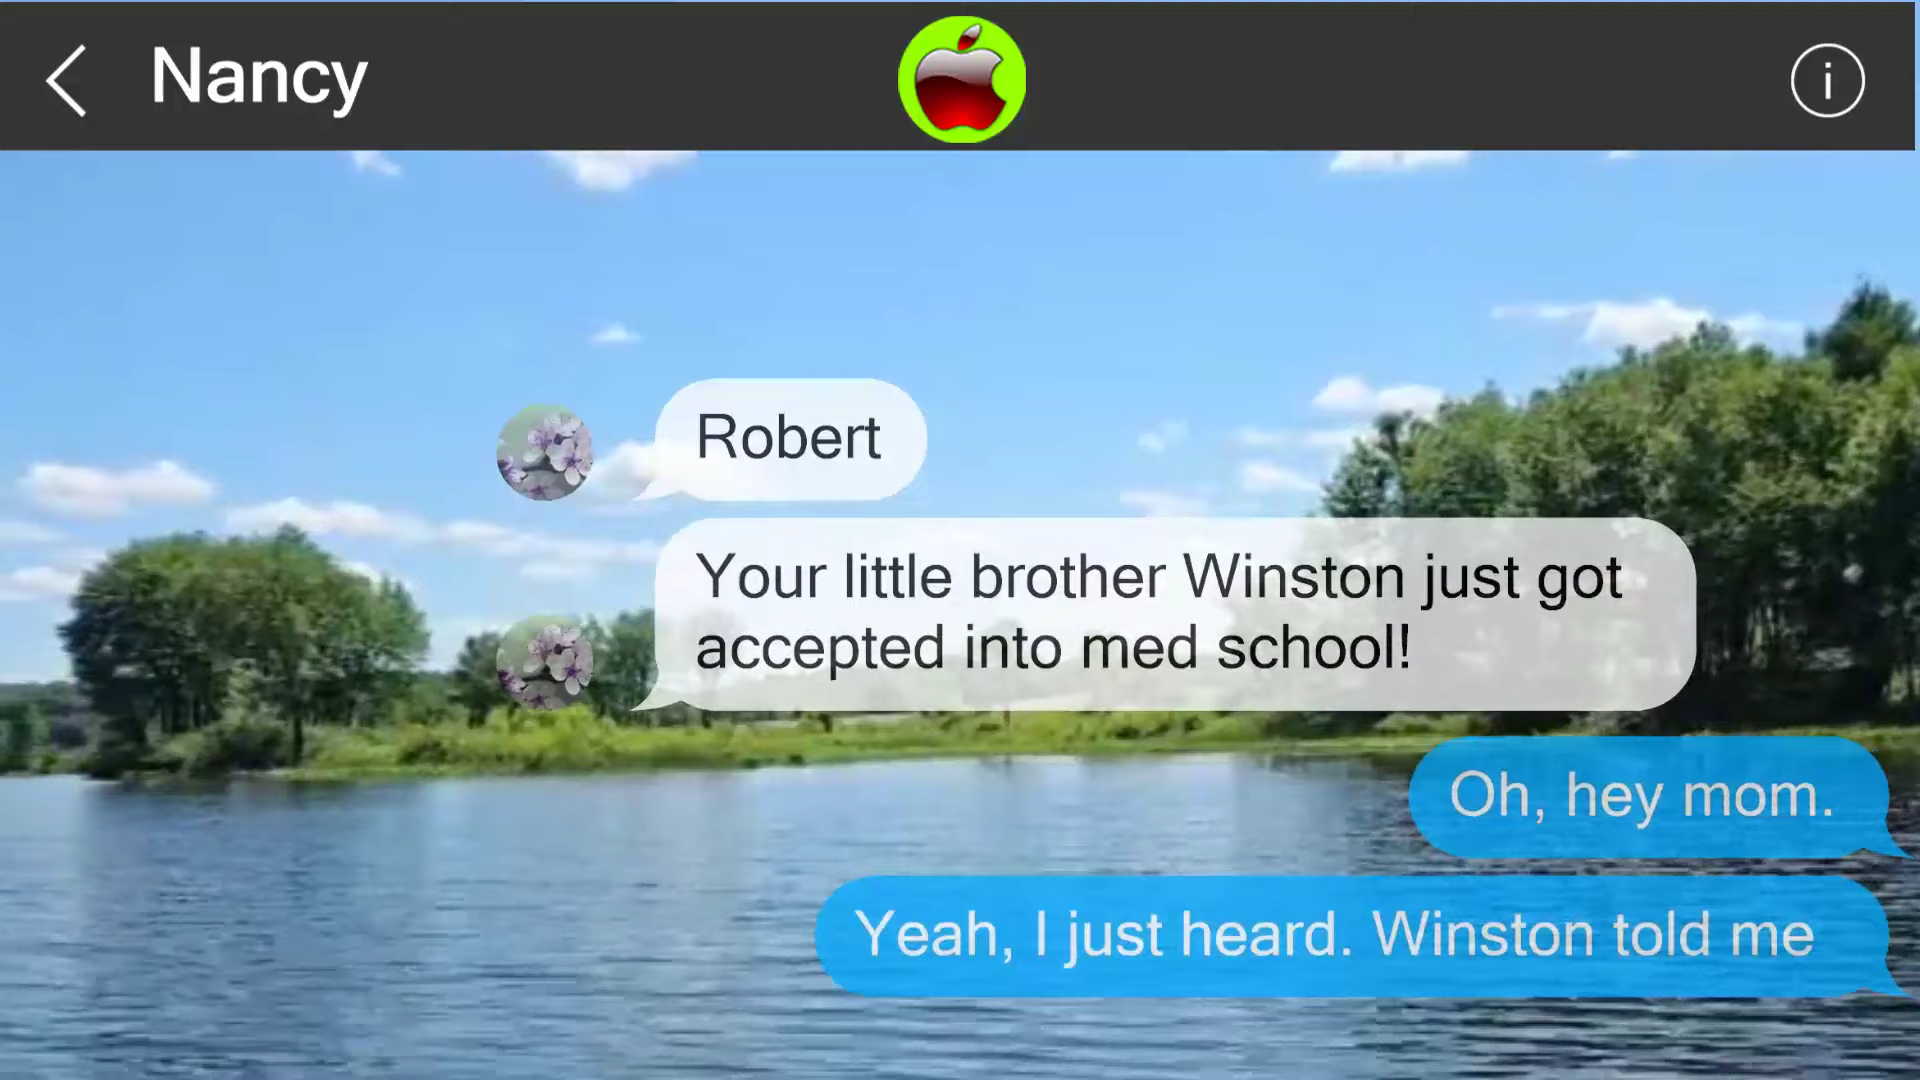 Nancy
Robert
Your little brother Winston just got
accepted into med school!
Oh, hey mom.
Yeah, I just heard. Winston told me